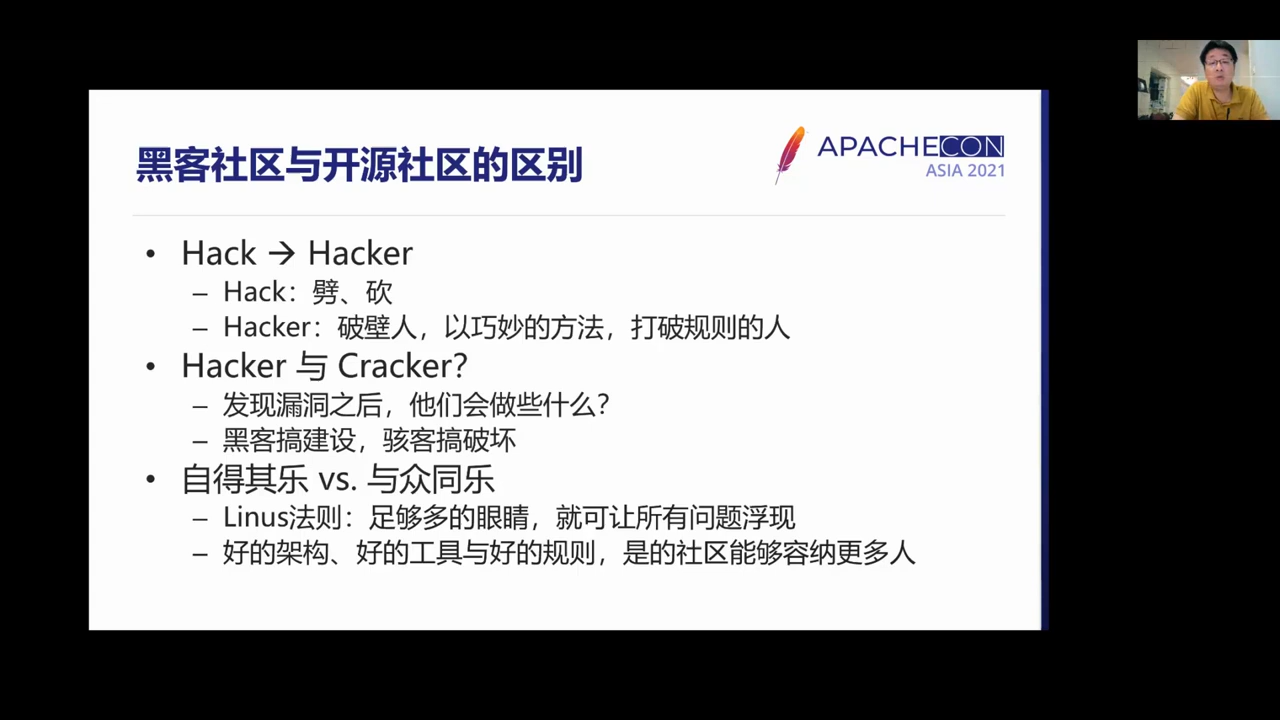 黑客社区与开源社区的区别
APACHECON
ASIA 2021
• Hack → Hacker
– Hack：劈、砍
– Hacker：破壁人，以巧妙的方法，打破规则的人
• Hacker 与 Cracker？
– 发现漏洞之后，他们会做些什么？
– 黑客搞建设，骇客搞破坏
• 自得其乐 vs. 与众同乐
– Linus法则：足够多的眼睛，就可让所有问题浮现
– 好的架构、好的工具与好的规则，是的社区能够容纳更多人